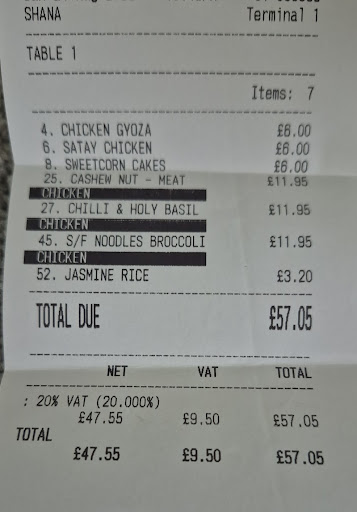 SHANA Terminal 1
TABLE 1
Items: 7
4. CHICKEN GYOZA £6.00
6. SATAY CHICKEN £6.00
8. SWEETCORN CAKES £6.00
25. CASHEW NUT - MEAT £11.95
CHICKEN
27. CHILLI & HOLY BASIL £11.95
CHICKEN
45. S/F NOODLES BROCCOLI £11.95
CHICKEN
52. JASMINE RICE £3.20
TOTAL DUE £57.05
NET VAT TOTAL
: 20% VAT (20.000%)
£47.55 £9.50 £57.05
TOTAL
£47.55 £9.50 £57.05